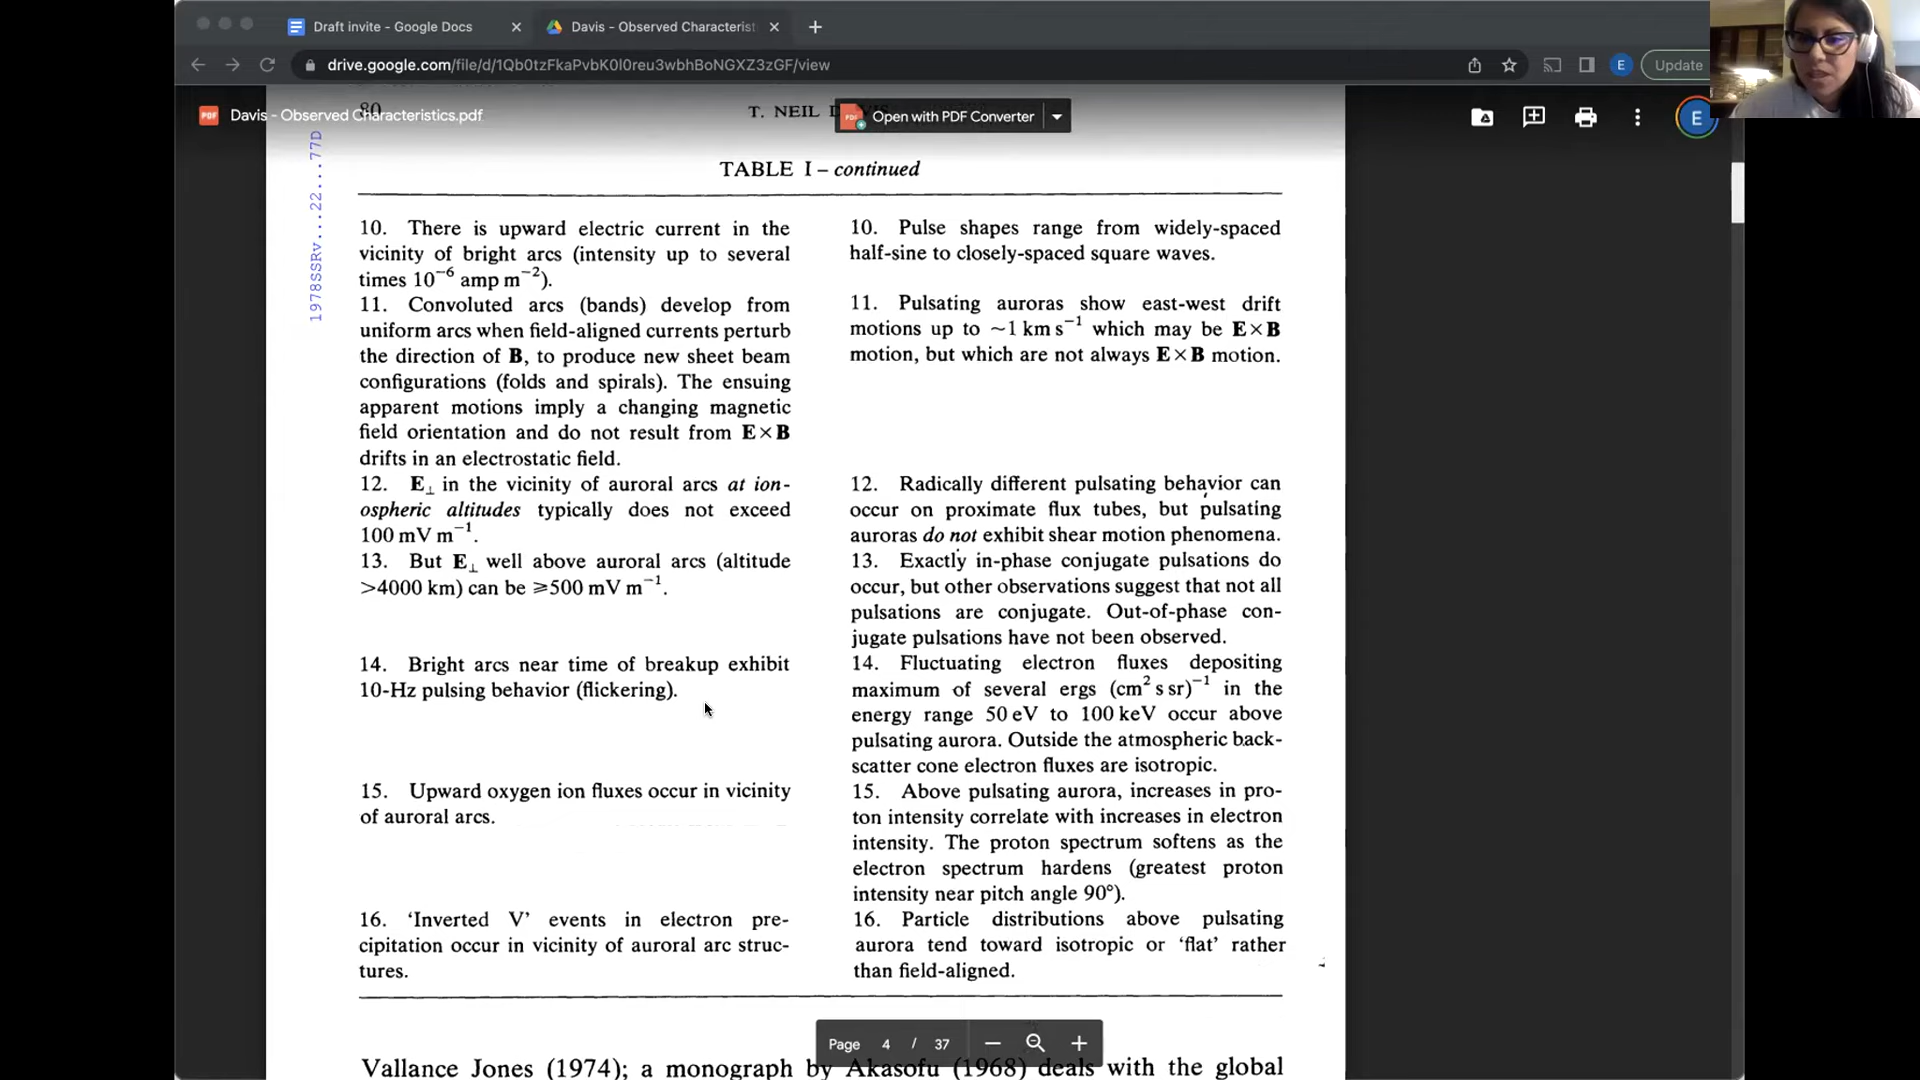 Draft invite - Google Docs
Davis - Observed Characterist
drive.google.com/file/d/1Qb0tzFkaPvbK0l0reu3wbhBoNGXZ3zGF/view
E
Update
80
T. NEIL
Davis - Observed Characteristics.pdf
Open with PDF Converter
E
1978SSRv...22...77D
TABLE I – continued
10. There is upward electric current in the
vicinity of bright arcs (intensity up to several
times 10⁻⁶ amp m⁻²).
11. Convoluted arcs (bands) develop from
uniform arcs when field-aligned currents perturb
the direction of B, to produce new sheet beam
configurations (folds and spirals). The ensuing
apparent motions imply a changing magnetic
field orientation and do not result from E×B
drifts in an electrostatic field.
12. E⊥ in the vicinity of auroral arcs at ion-
ospheric altitudes typically does not exceed
100 mV m⁻¹.
13. But E⊥ well above auroral arcs (altitude
>4000 km) can be ⩾500 mV m⁻¹.
14. Bright arcs near time of breakup exhibit
10-Hz pulsing behavior (flickering).
15. Upward oxygen ion fluxes occur in vicinity
of auroral arcs.
16. ‘Inverted V’ events in electron pre-
cipitation occur in vicinity of auroral arc struc-
tures.
10. Pulse shapes range from widely-spaced
half-sine to closely-spaced square waves.
11. Pulsating auroras show east-west drift
motions up to ~1 km s⁻¹ which may be E×B
motion, but which are not always E×B motion.
12. Radically different pulsating behavior can
occur on proximate flux tubes, but pulsating
auroras do not exhibit shear motion phenomena.
13. Exactly in-phase conjugate pulsations do
occur, but other observations suggest that not all
pulsations are conjugate. Out-of-phase con-
jugate pulsations have not been observed.
14. Fluctuating electron fluxes depositing
maximum of several ergs (cm² s sr)⁻¹ in the
energy range 50 eV to 100 keV occur above
pulsating aurora. Outside the atmospheric back-
scatter cone electron fluxes are isotropic.
15. Above pulsating aurora, increases in pro-
ton intensity correlate with increases in electron
intensity. The proton spectrum softens as the
electron spectrum hardens (greatest proton
intensity near pitch angle 90°).
16. Particle distributions above pulsating
aurora tend toward isotropic or ‘flat’ rather
than field-aligned.
Page 4 / 37
Vallance Jones (1974); a monograph by Akasofu (1968) deals with the global